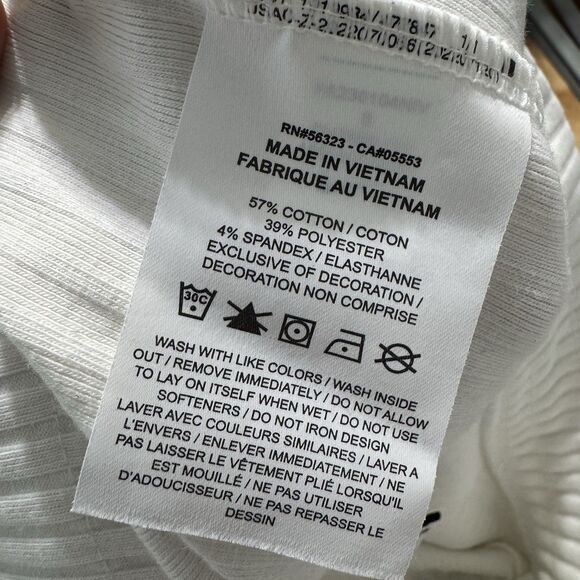 RN#56323 - CA#05553
MADE IN VIETNAM
FABRIQUE AU VIETNAM
57% COTTON / COTON
39% POLYESTER
4% SPANDEX / ELASTHANNE
EXCLUSIVE OF DECORATION /
DECORATION NON COMPRISE
30C
WASH WITH LIKE COLORS / WASH INSIDE
OUT / REMOVE IMMEDIATELY / DO NOT ALLOW
TO LAY ON ITSELF WHEN WET / DO NOT USE
SOFTENERS / DO NOT IRON DESIGN
LAVER AVEC COULEURS SIMILAIRES / LAVER A
L'ENVERS / ENLEVER IMMEDIATEMENT / NE
PAS LAISSER LE VÊTEMENT PLIÉ LORSQU'IL
EST MOUILLÉ / NE PAS UTILISER
D'ADOUCISSEUR / NE PAS REPASSER LE
DESSIN